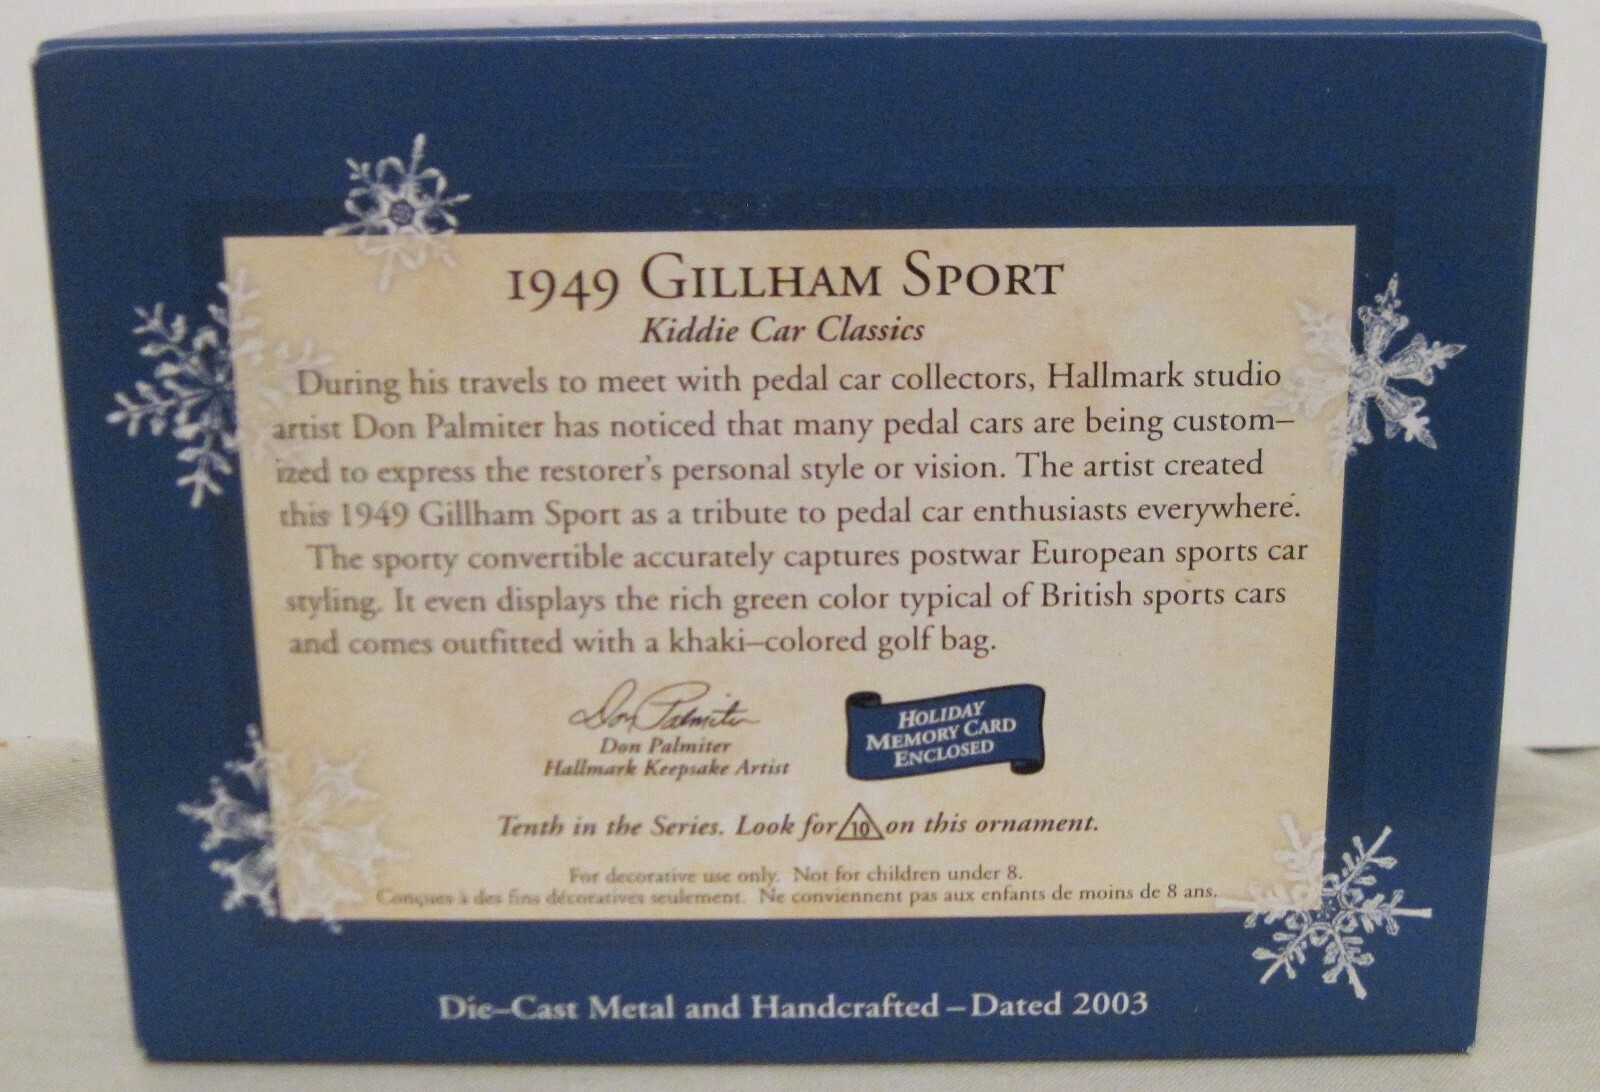 1949 GILLHAM SPORT
Kiddie Car Classics
During his travels to meet with pedal car collectors, Hallmark studio
artist Don Palmiter has noticed that many pedal cars are being custom–
ized to express the restorer's personal style or vision. The artist created
this 1949 Gillham Sport as a tribute to pedal car enthusiasts everywhere.
The sporty convertible accurately captures postwar European sports car
styling. It even displays the rich green color typical of British sports cars
and comes outfitted with a khaki–colored golf bag.
Don Palmiter
Don Palmiter
Hallmark Keepsake Artist
HOLIDAY
MEMORY CARD
ENCLOSED
Tenth in the Series. Look for 10 on this ornament.
For decorative use only. Not for children under 8.
Conçues à des fins décoratives seulement. Ne conviennent pas aux enfants de moins de 8 ans.
Die–Cast Metal and Handcrafted – Dated 2003